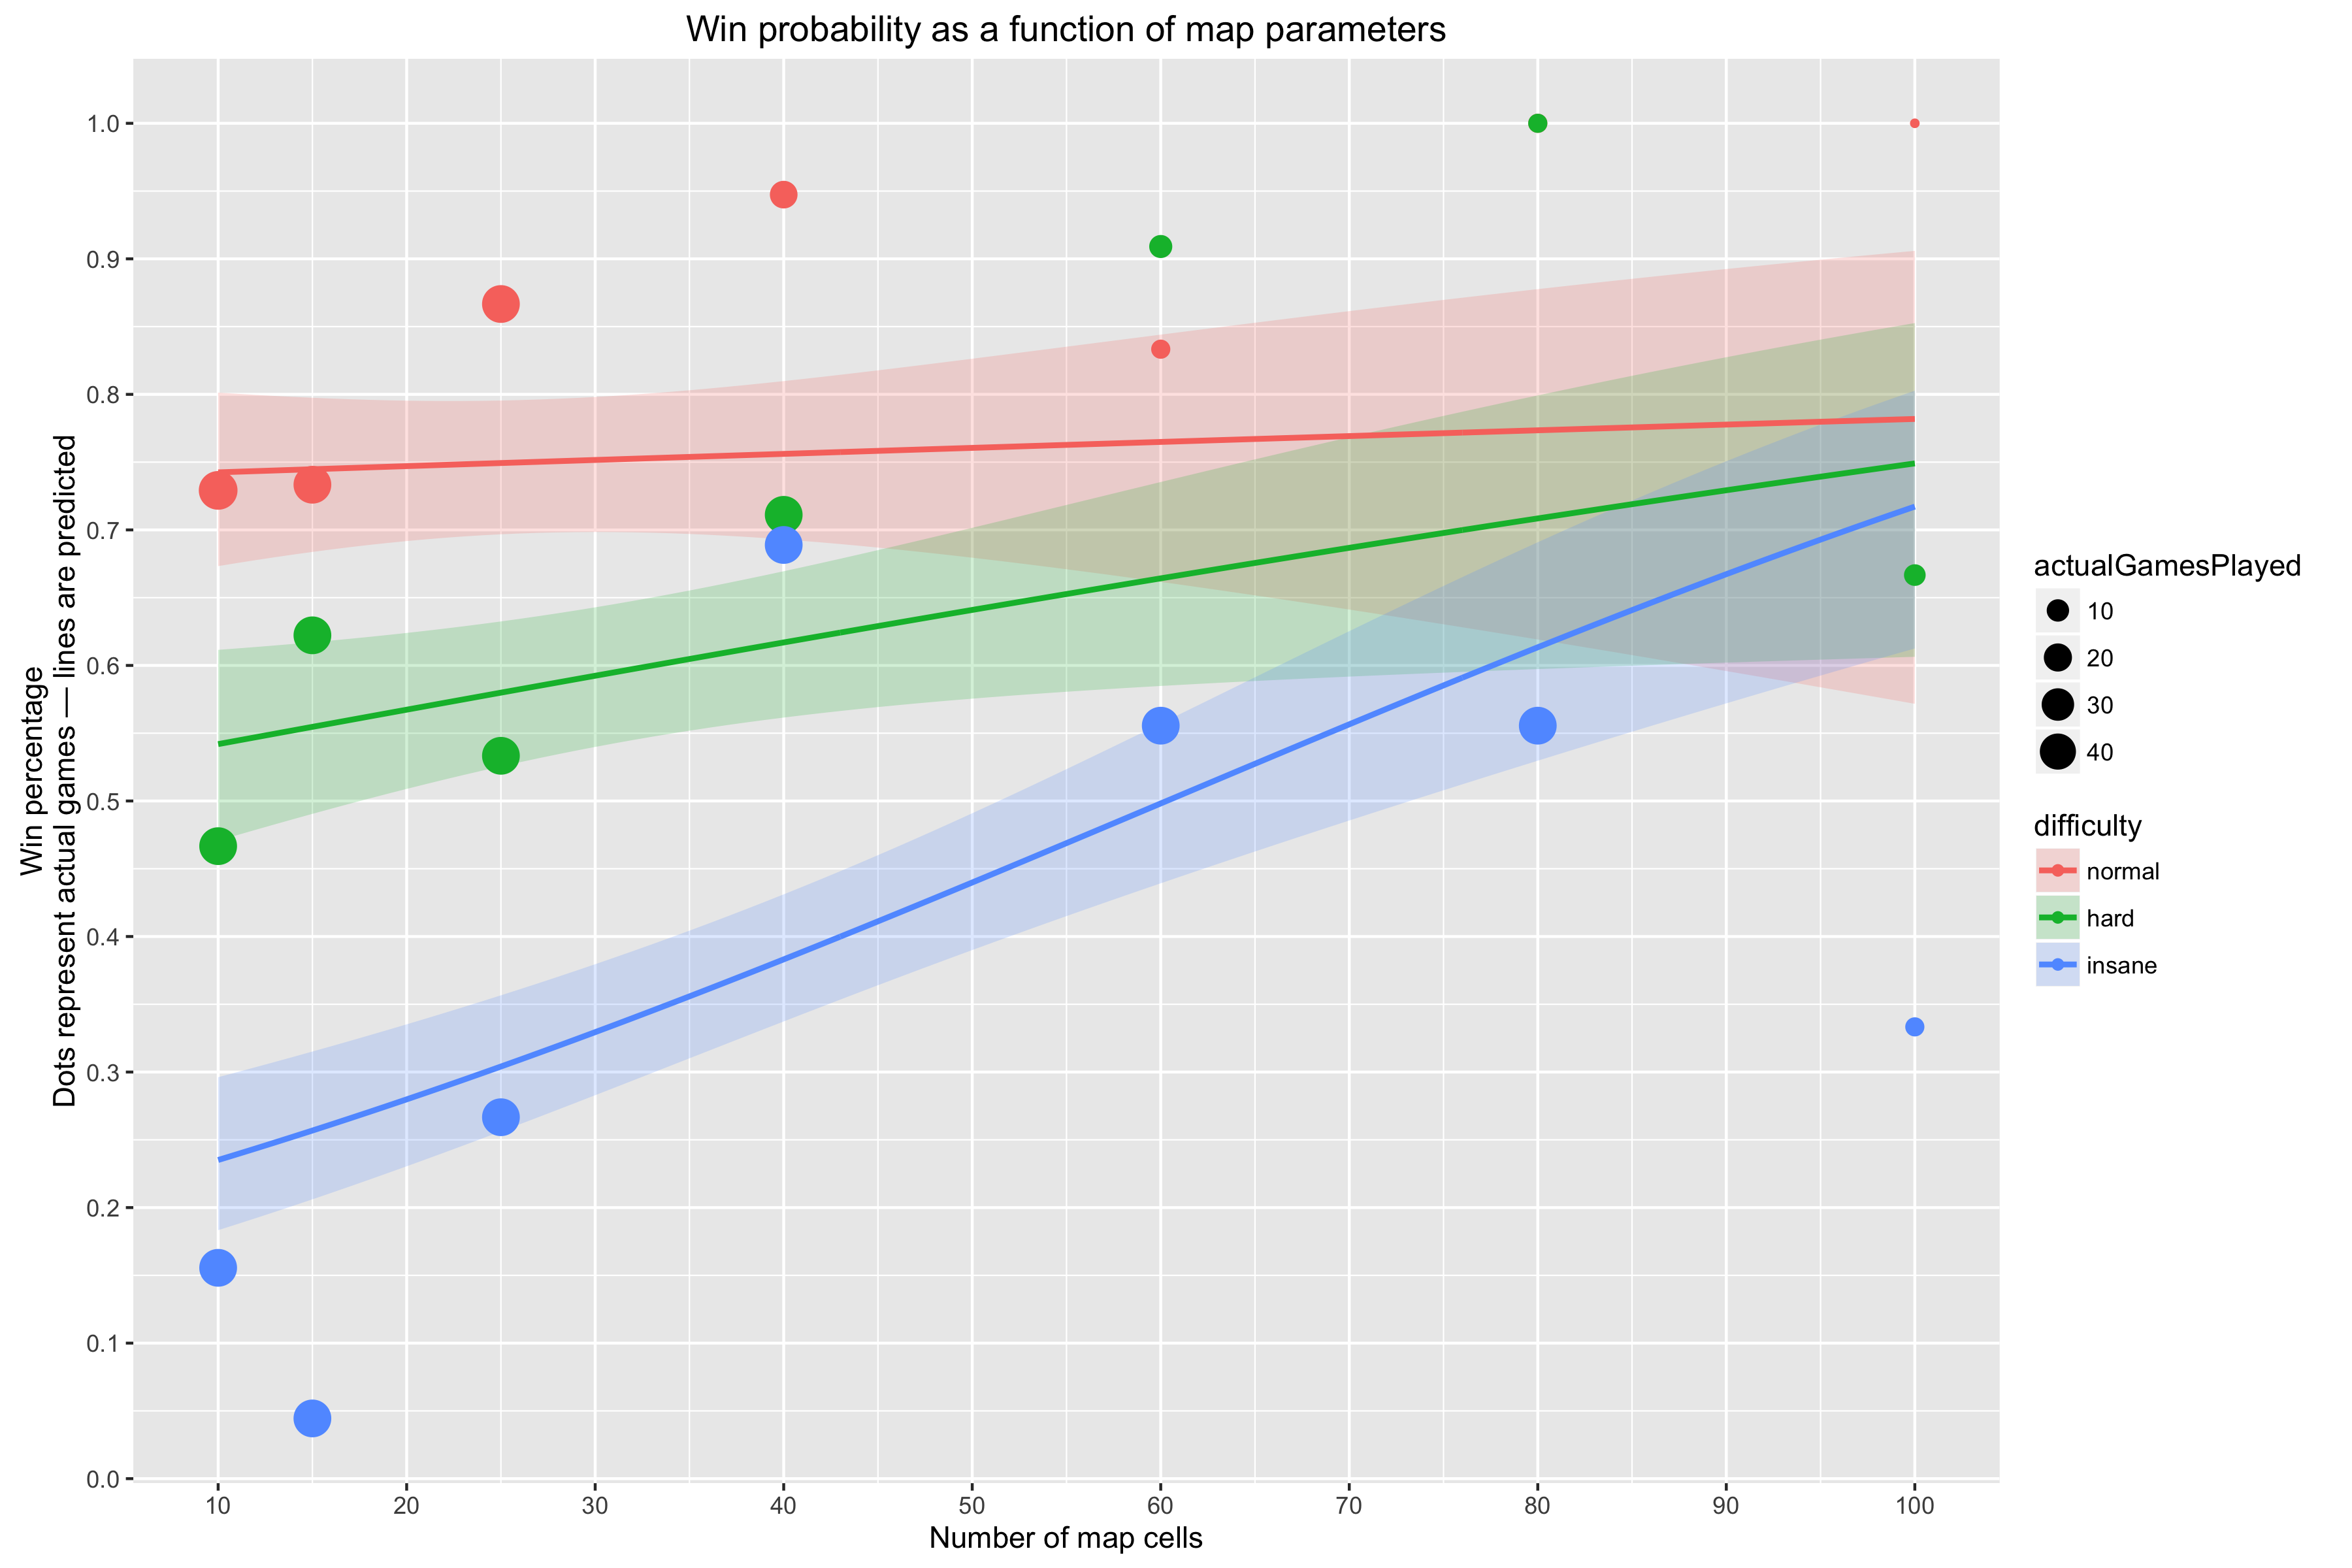 Win probability as a function of map parameters
Win percentage
Dots represent actual games — lines are predicted
1.0
0.9
0.8
0.7
0.6
0.5
0.4
0.3
0.2
0.1
0.0
10
20
30
40
50
60
70
80
90
100
Number of map cells
actualGamesPlayed
10
20
30
40
difficulty
normal
hard
insane